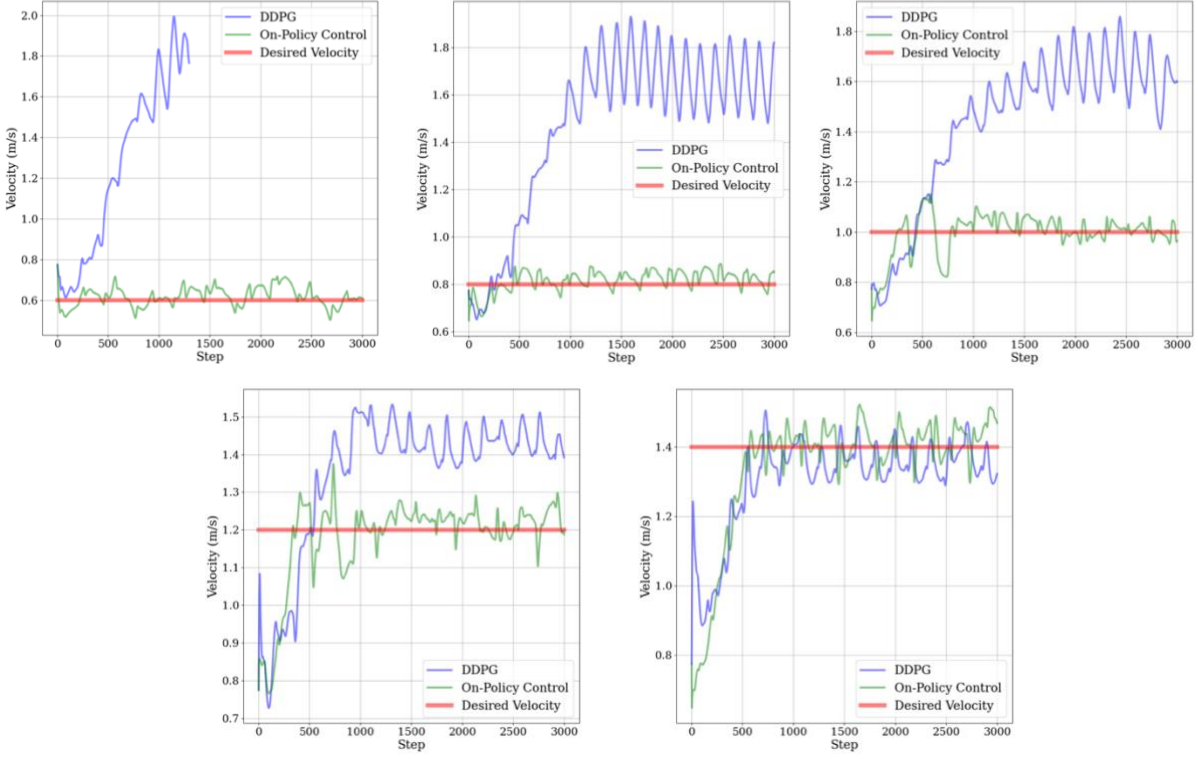 2.0
1.8
1.6
1.4
1.2
1.0
0.8
0.6
Velocity (m/s)
0
500
1000
1500
2000
2500
3000
Step
DDPG
On-Policy Control
Desired Velocity
1.8
1.6
1.4
1.2
1.0
0.8
0.6
Velocity (m/s)
0
500
1000
1500
2000
2500
3000
Step
DDPG
On-Policy Control
Desired Velocity
1.8
1.6
1.4
1.2
1.0
0.8
0.6
Velocity (m/s)
0
500
1000
1500
2000
2500
3000
Step
DDPG
On-Policy Control
Desired Velocity
1.5
1.4
1.3
1.2
1.1
1.0
0.9
0.8
0.7
Velocity (m/s)
0
500
1000
1500
2000
2500
3000
Step
DDPG
On-Policy Control
Desired Velocity
1.4
1.2
1.0
0.8
Velocity (m/s)
0
500
1000
1500
2000
2500
3000
Step
DDPG
On-Policy Control
Desired Velocity